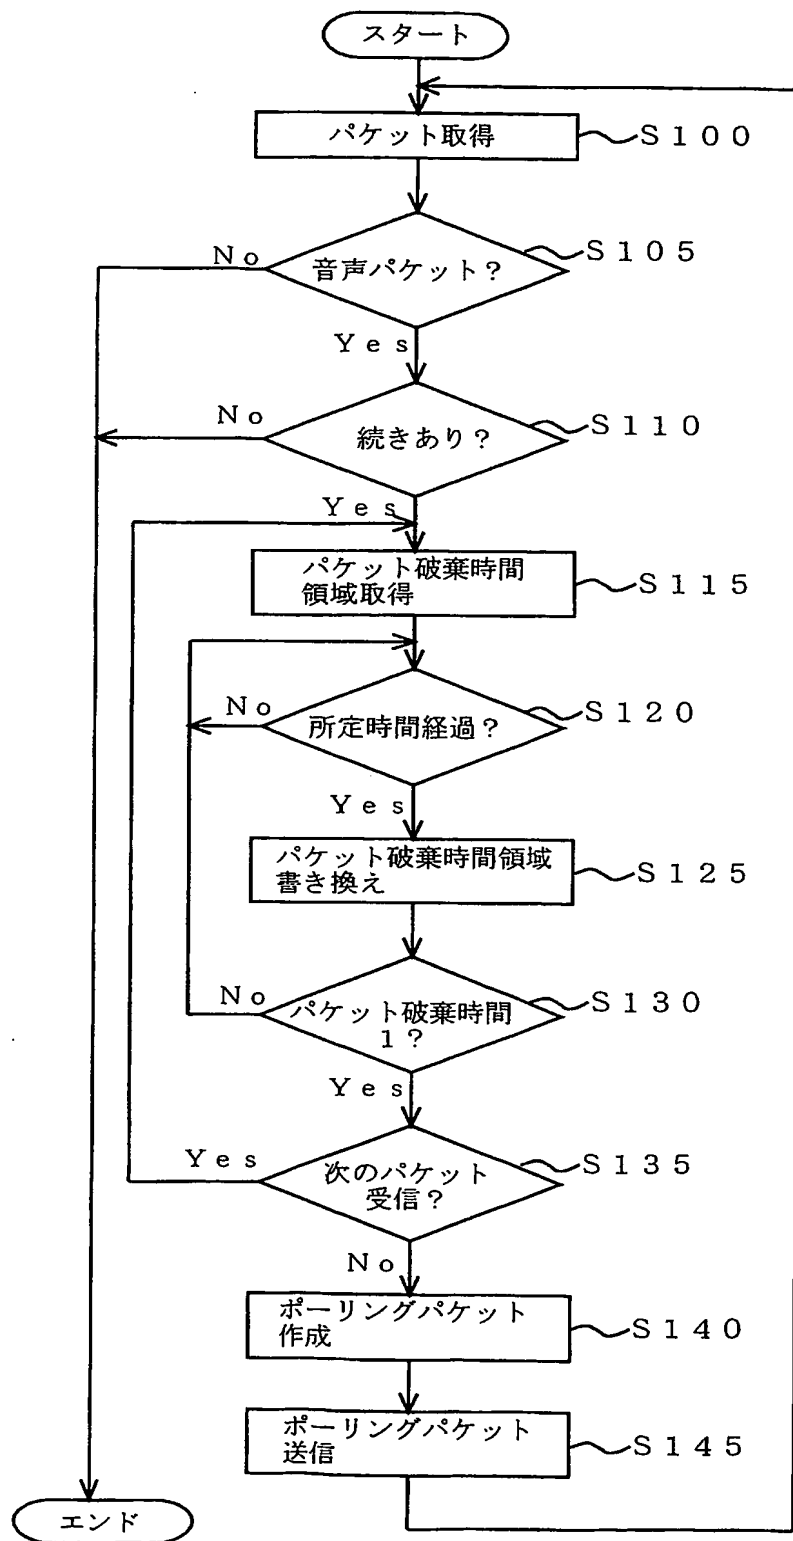 スタート
パケット取得
S100
No
音声パケット?
S105
Yes
No
続きあり?
S110
Yes
パケット破棄時間
領域取得
S115
No
所定時間経過?
S120
Yes
パケット破棄時間領域
書き換え
S125
No
パケット破棄時間
1?
S130
Yes
Yes
次のパケット
受信?
S135
No
ポーリングパケット
作成
S140
ポーリングパケット
送信
S145
エンド